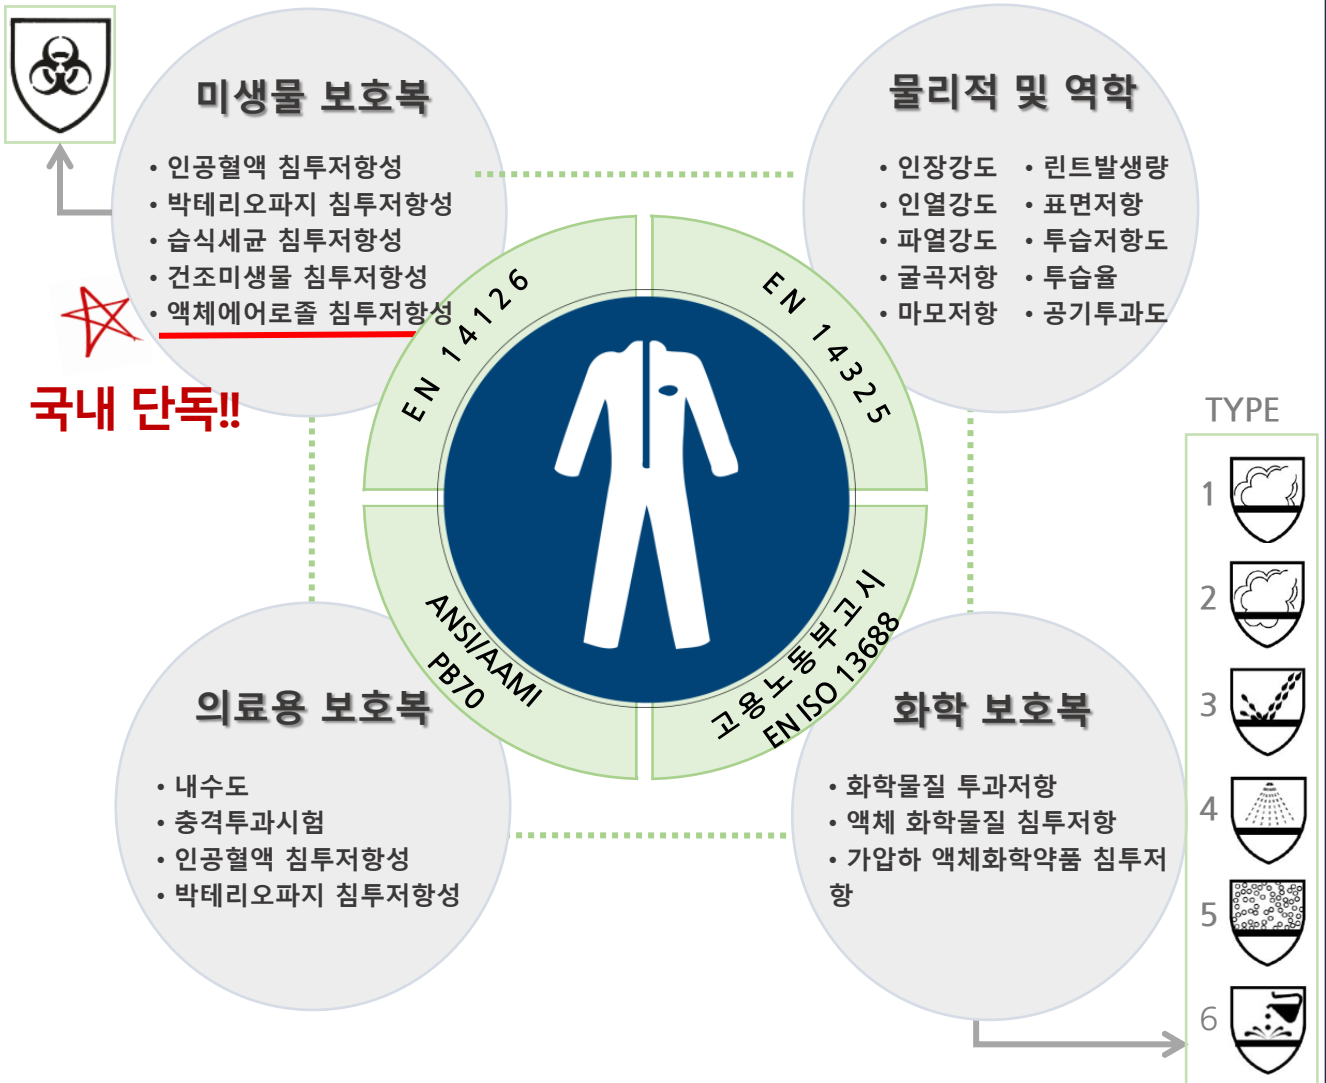 미생물 보호복
• 인공혈액 침투저항성
• 박테리오파지 침투저항성
• 습식세균 침투저항성
• 건조미생물 침투저항성
• 액체에어로졸 침투저항성
국내 단독!!
물리적 및 역학
• 인장강도
• 인열강도
• 파열강도
• 굴곡저항
• 마모저항
• 린트발생량
• 표면저항
• 투습저항도
• 투습율
• 공기투과도
EN 14126
EN 14325
ANSI/AAMI
PB70
고용노동부고시
EN ISO 13688
의료용 보호복
• 내수도
• 충격투과시험
• 인공혈액 침투저항성
• 박테리오파지 침투저항성
화학 보호복
• 화학물질 투과저항
• 액체 화학물질 침투저항
• 가압하 액체화학약품 침투저
항
TYPE
1
2
3
4
5
6